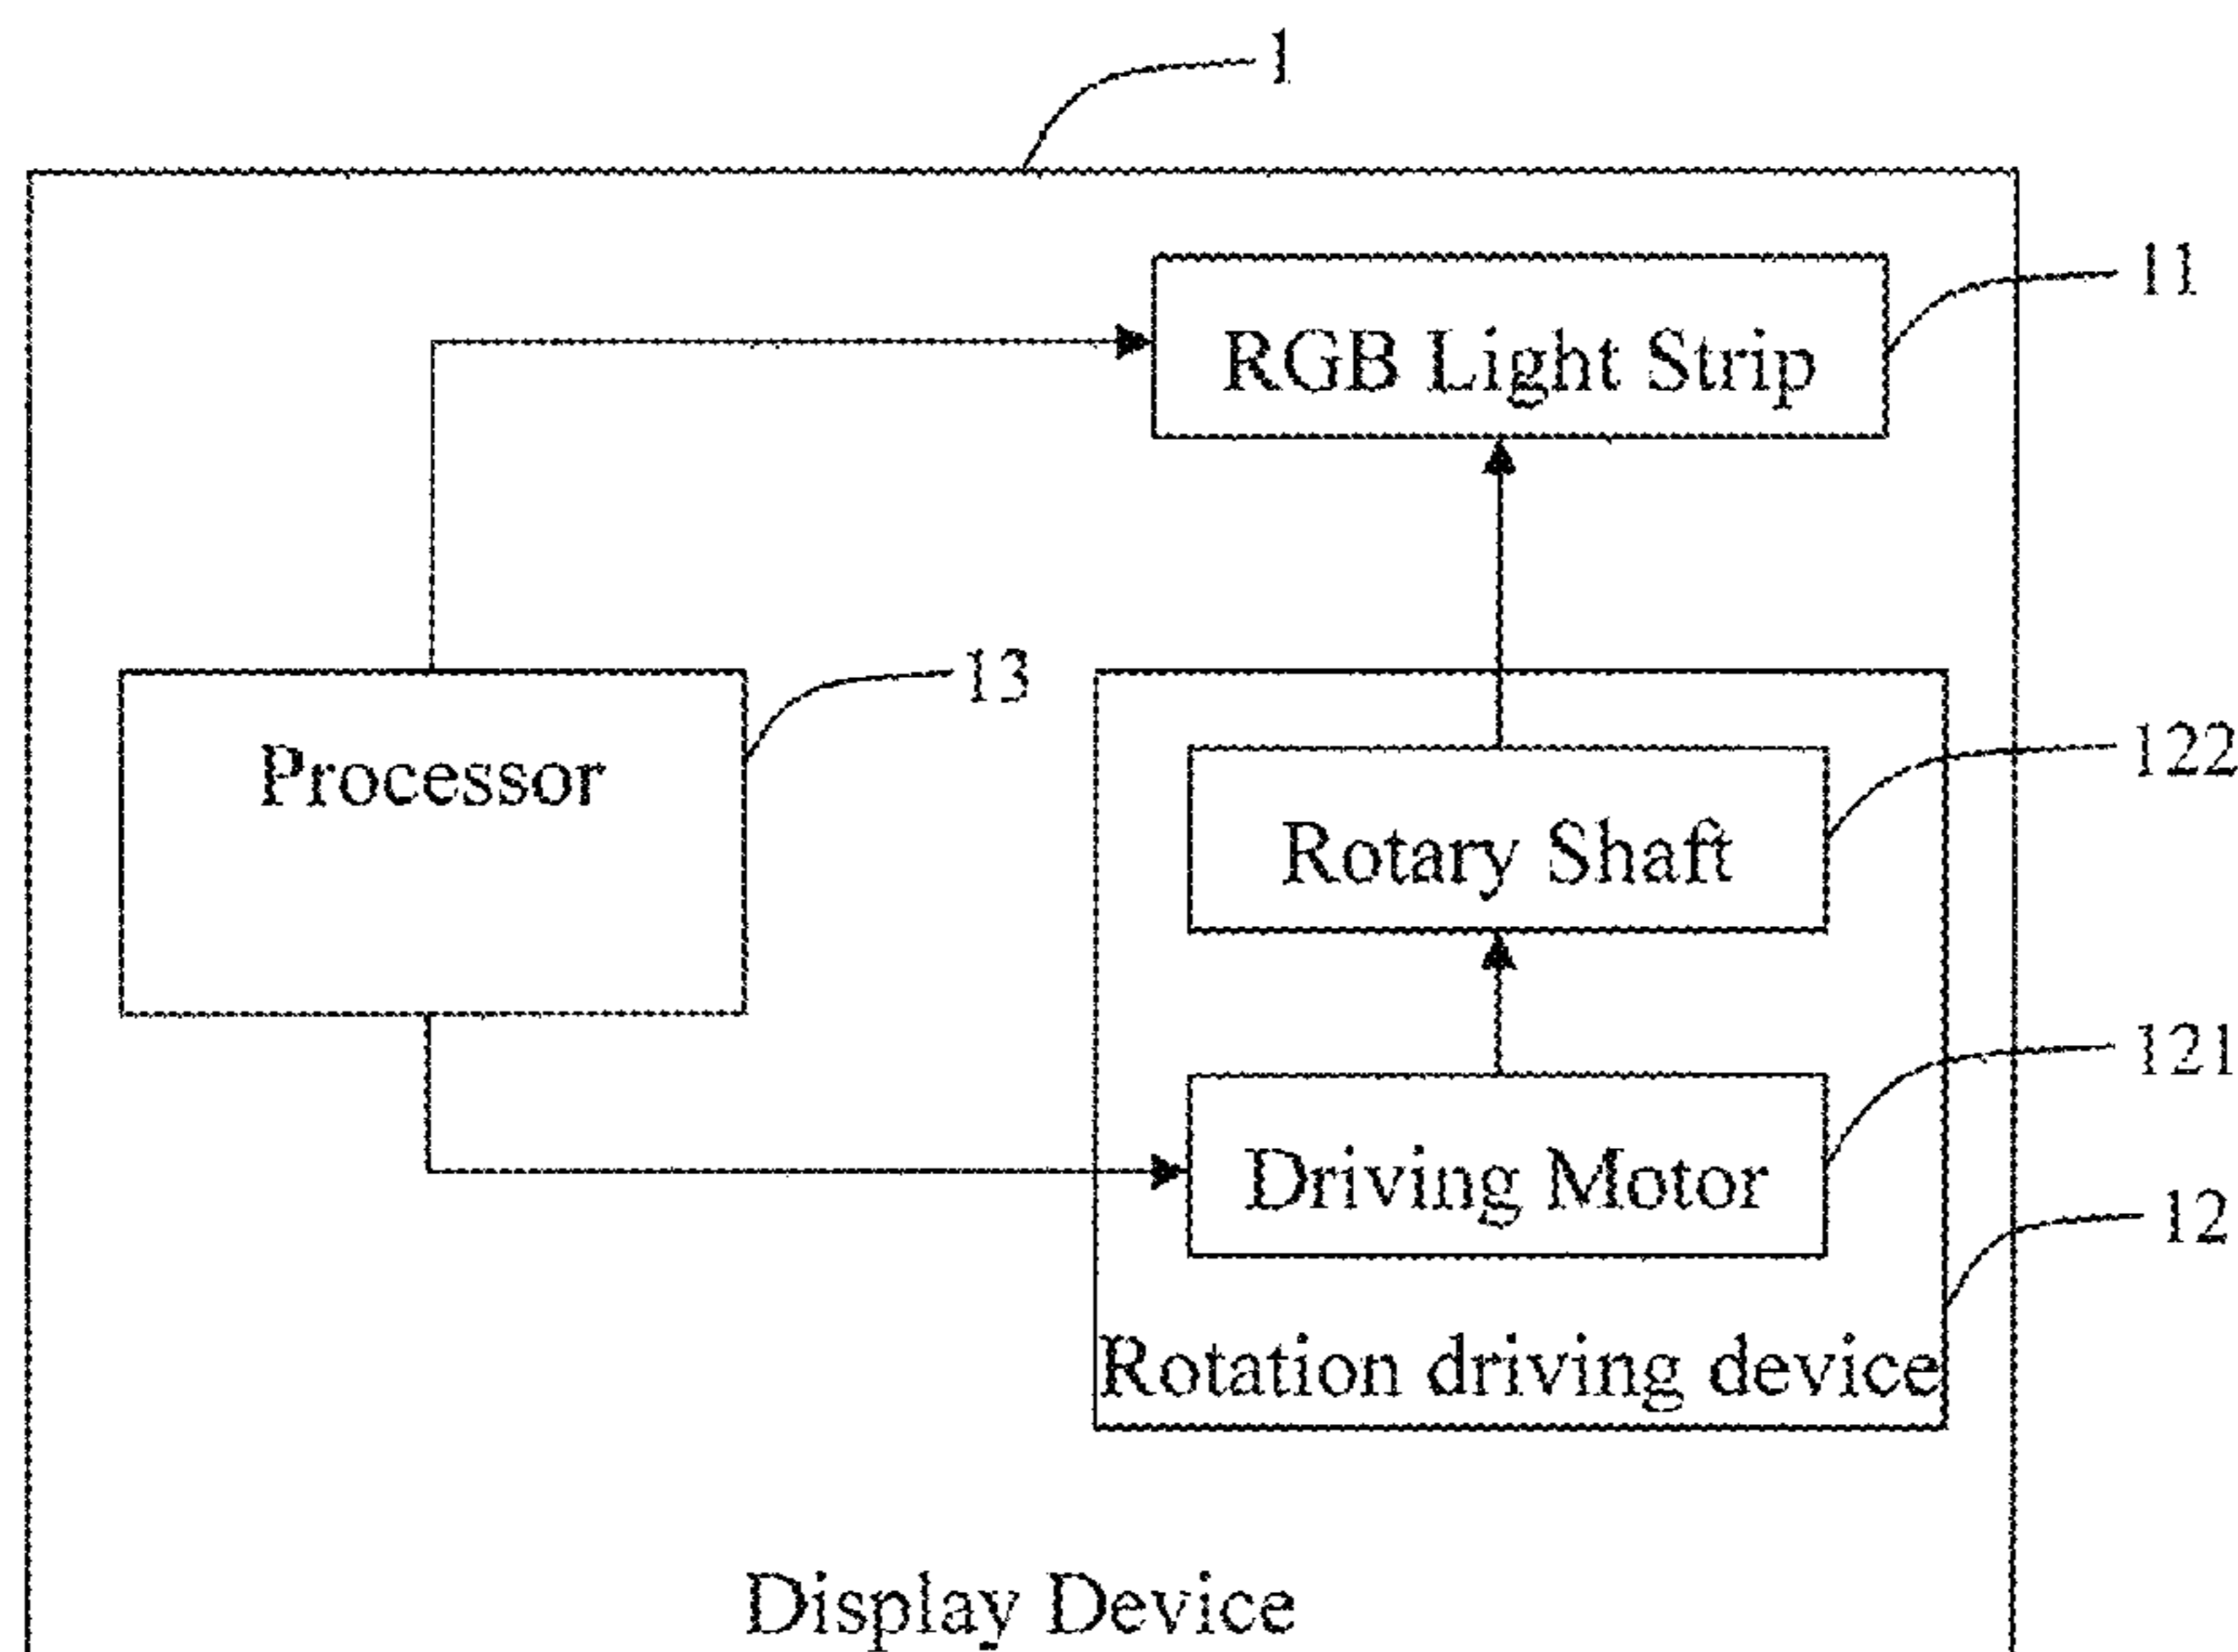 1
11
RGB Light Strip
13
Processor
122
Rotary Shaft
121
Driving Motor
12
Rotation driving device
Display Device